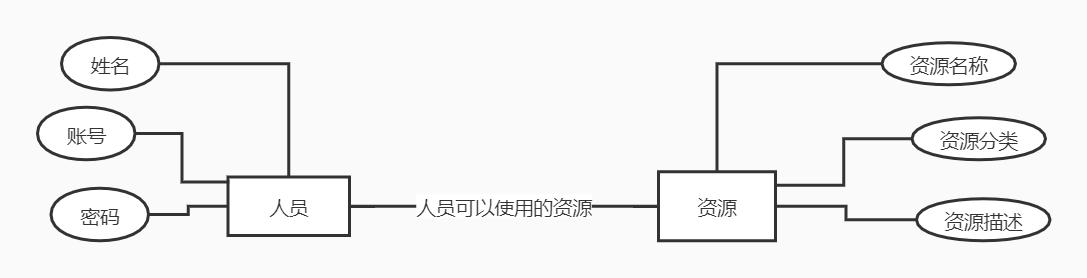 姓名
资源名称
账号
资源分类
密码
人员
人员可以使用的资源
资源
资源描述